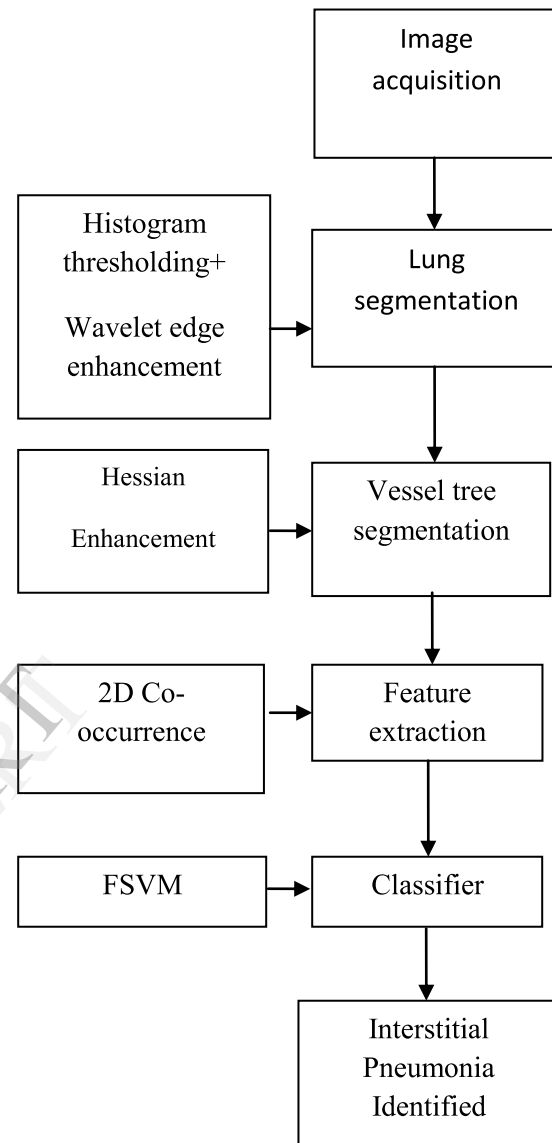 Image
acquisition
Histogram
thresholding+
Wavelet edge
enhancement
Lung
segmentation
Hessian
Enhancement
Vessel tree
segmentation
2D Co-
occurrence
Feature
extraction
FSVM
Classifier
Interstitial
Pneumonia
Identified